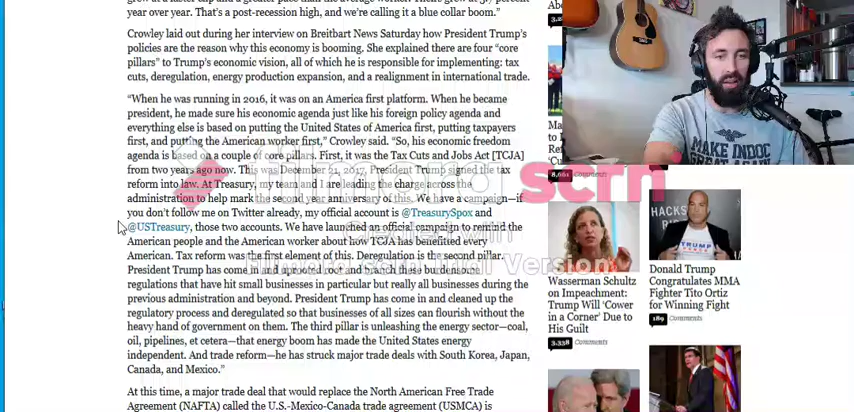 year over year. That's a post-recession high, and we're calling it a blue collar boom."
Crowley laid out during her interview on Breitbart News Saturday how President Trump's
policies are the reason why this economy is booming. She explained there are four "core
pillars" to Trump's economic vision, all of which he is responsible for implementing: tax
cuts, deregulation, energy production expansion, and a realignment in international trade.
"When he was running in 2016, it was on an America first platform. When he became
president, he made sure his economic agenda just like his foreign policy agenda and
everything else is based on putting the United States of America first, putting taxpayers
first, and putting the American worker first," Crowley said. "So, his economic freedom
agenda is based on a couple of core pillars. First, it was the Tax Cuts and Jobs Act [TCJA]
from two years ago now. This was December 21, 2017, President Trump signed the tax
reform into law. At Treasury, my team and I are leading the charge across the
administration to help mark the second year anniversary of this. We have a campaign—if
you don't follow me on Twitter already, my official account is @TreasurySpox and
@USTreasury, those two accounts. We have launched an official campaign to remind the
American people and the American worker about how TCJA has benefitted every
American. Tax reform was the first element of this. Deregulation is the second pillar.
President Trump has come in and uprooted root and branch these burdensome
regulations that have hit small businesses in particular but really all businesses during the
previous administration and beyond. President Trump has come in and cleaned up the
regulatory process and deregulated so that businesses of all sizes can flourish without the
heavy hand of government on them. The third pillar is unleashing the energy sector—coal,
oil, pipelines, et cetera—that energy boom has made the United States energy
independent. And trade reform—he has struck major trade deals with South Korea, Japan,
Canada, and Mexico."
At this time, a major trade deal that would replace the North American Free Trade
Agreement (NAFTA) called the U.S.-Mexico-Canada trade agreement (USMCA) is
MAKE INDOC
GREAT AGAIN
8,661 Comments
Wasserman Schultz
on Impeachment:
Trump Will 'Cower
in a Corner' Due to
His Guilt
3,338 Comments
TRUMP
Donald Trump
Congratulates MMA
Fighter Tito Ortiz
for Winning Fight
189 Comments
filmora scrn
Created with
filmora scrn Trial Version